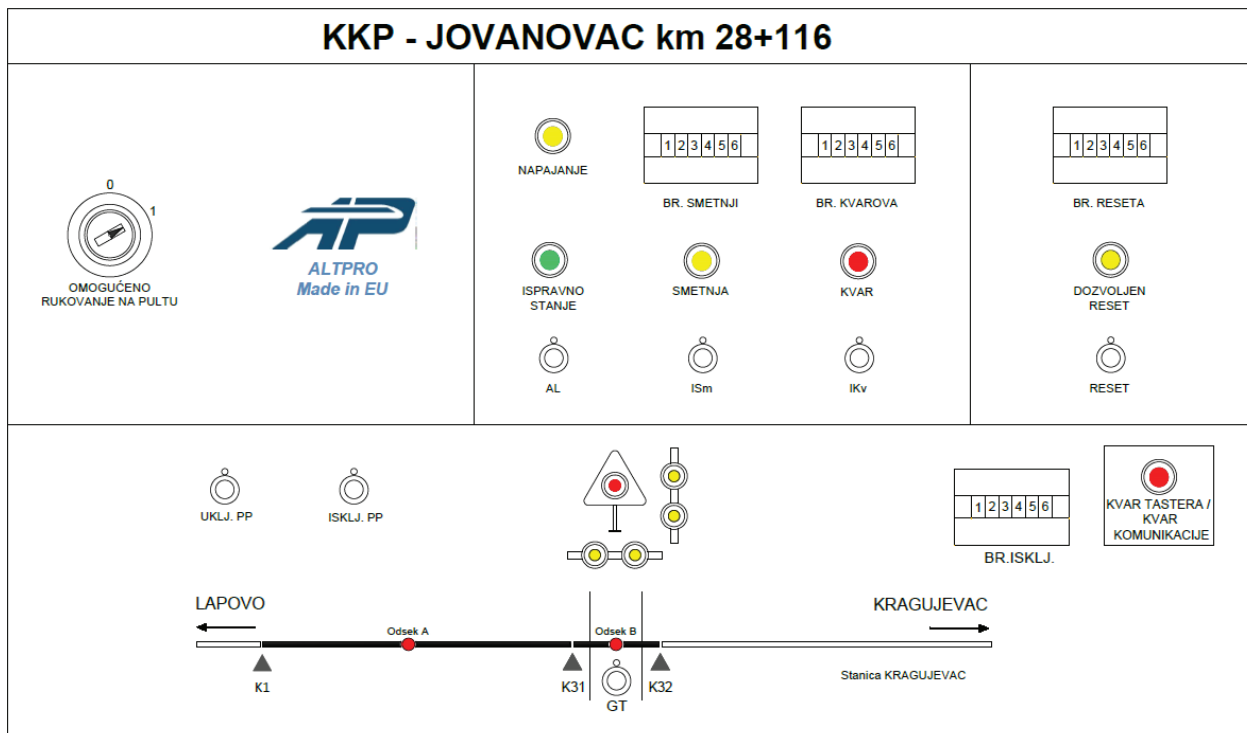 KKP - JOVANOVAC km 28+116
0
1
OMOGUĆENO
RUKOVANJE NA PULTU
AP
ALTPRO
Made in EU
NAPAJANJE
1 2 3 4 5 6
BR. SMETNJI
1 2 3 4 5 6
BR. KVAROVA
ISPRAVNO
STANJE
SMETNJA
KVAR
AL
ISm
IKv
1 2 3 4 5 6
BR. RESETA
DOZVOLJEN
RESET
RESET
UKLJ. PP
ISKLJ. PP
1 2 3 4 5 6
BR.ISKLJ.
KVAR TASTERA /
KVAR
KOMUNIKACIJE
LAPOVO
KRAGUJEVAC
Odsek A
Odsek B
K1
K31
GT
K32
Stanica KRAGUJEVAC